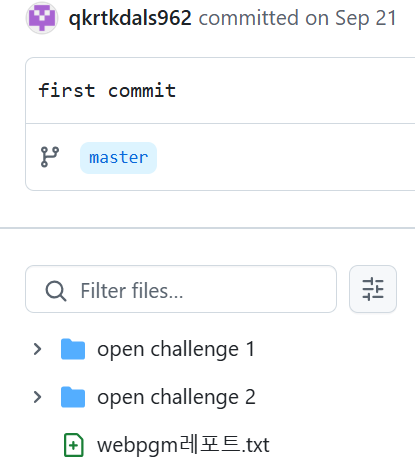 qkrtkdals962 committed on Sep 21
first commit
master
Filter files...
open challenge 1
open challenge 2
webpgm레포트.txt